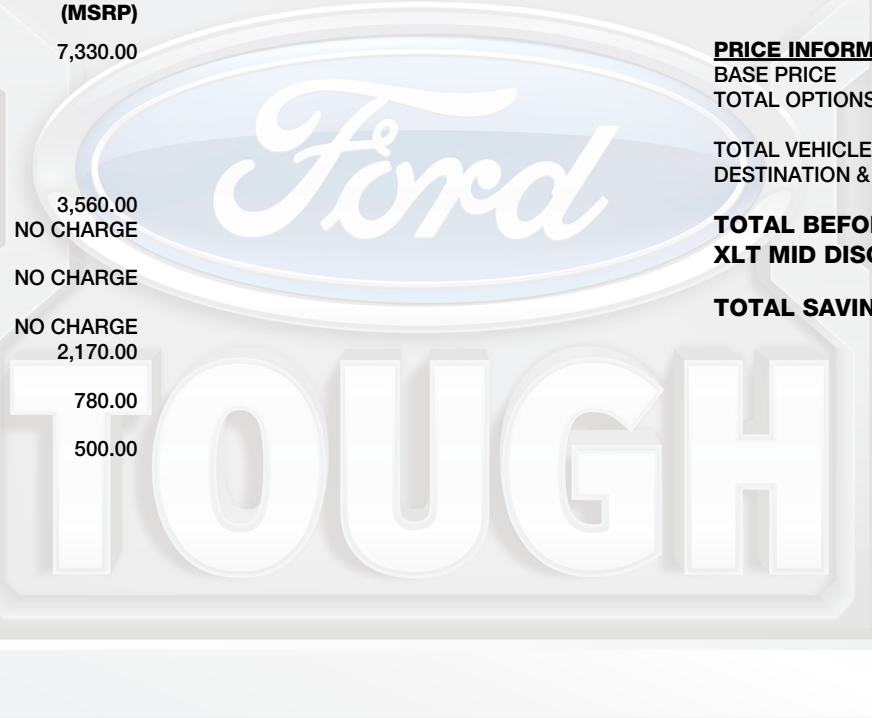 (MSRP)
7,330.00
3,560.00
NO CHARGE
NO CHARGE
NO CHARGE
2,170.00
780.00
500.00
PRICE INFORM
BASE PRICE
TOTAL OPTIONS
TOTAL VEHICLE
DESTINATION &
TOTAL BEFO
XLT MID DISC
TOTAL SAVIN
Ford
TOUGH